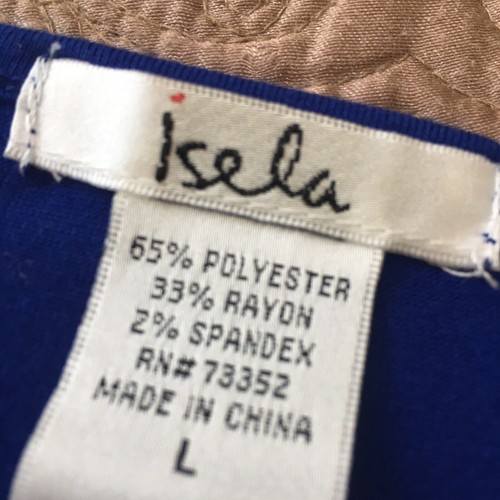 isela
65% POLYESTER
33% RAYON
2% SPANDEX
RN# 73352
MADE IN CHINA
L